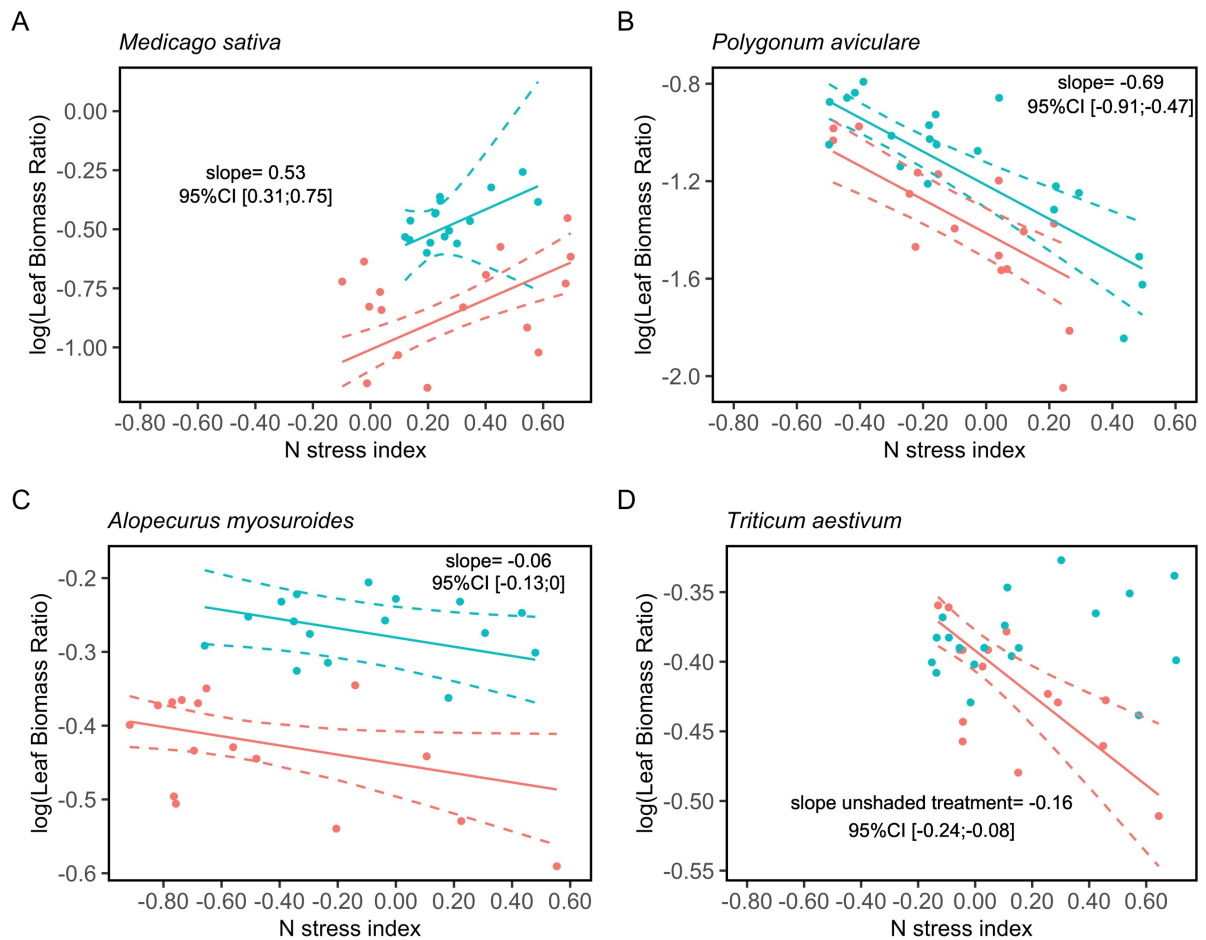 A
Medicago sativa
log(Leaf Biomass Ratio)
0.00
-0.25
-0.50
-0.75
-1.00
slope= 0.53
95%CI [0.31;0.75]
-0.80 -0.60 -0.40 -0.20 0.00 0.20 0.40 0.60
N stress index
B
Polygonum aviculare
log(Leaf Biomass Ratio)
-0.8
-1.2
-1.6
-2.0
slope= -0.69
95%CI [-0.91;-0.47]
-0.80 -0.60 -0.40 -0.20 0.00 0.20 0.40 0.60
N stress index
C
Alopecurus myosuroides
log(Leaf Biomass Ratio)
-0.2
-0.3
-0.4
-0.5
-0.6
slope= -0.06
95%CI [-0.13;0]
-0.80 -0.60 -0.40 -0.20 0.00 0.20 0.40 0.60
N stress index
D
Triticum aestivum
log(Leaf Biomass Ratio)
-0.35
-0.40
-0.45
-0.50
-0.55
slope unshaded treatment= -0.16
95%CI [-0.24;-0.08]
-0.80 -0.60 -0.40 -0.20 0.00 0.20 0.40 0.60
N stress index